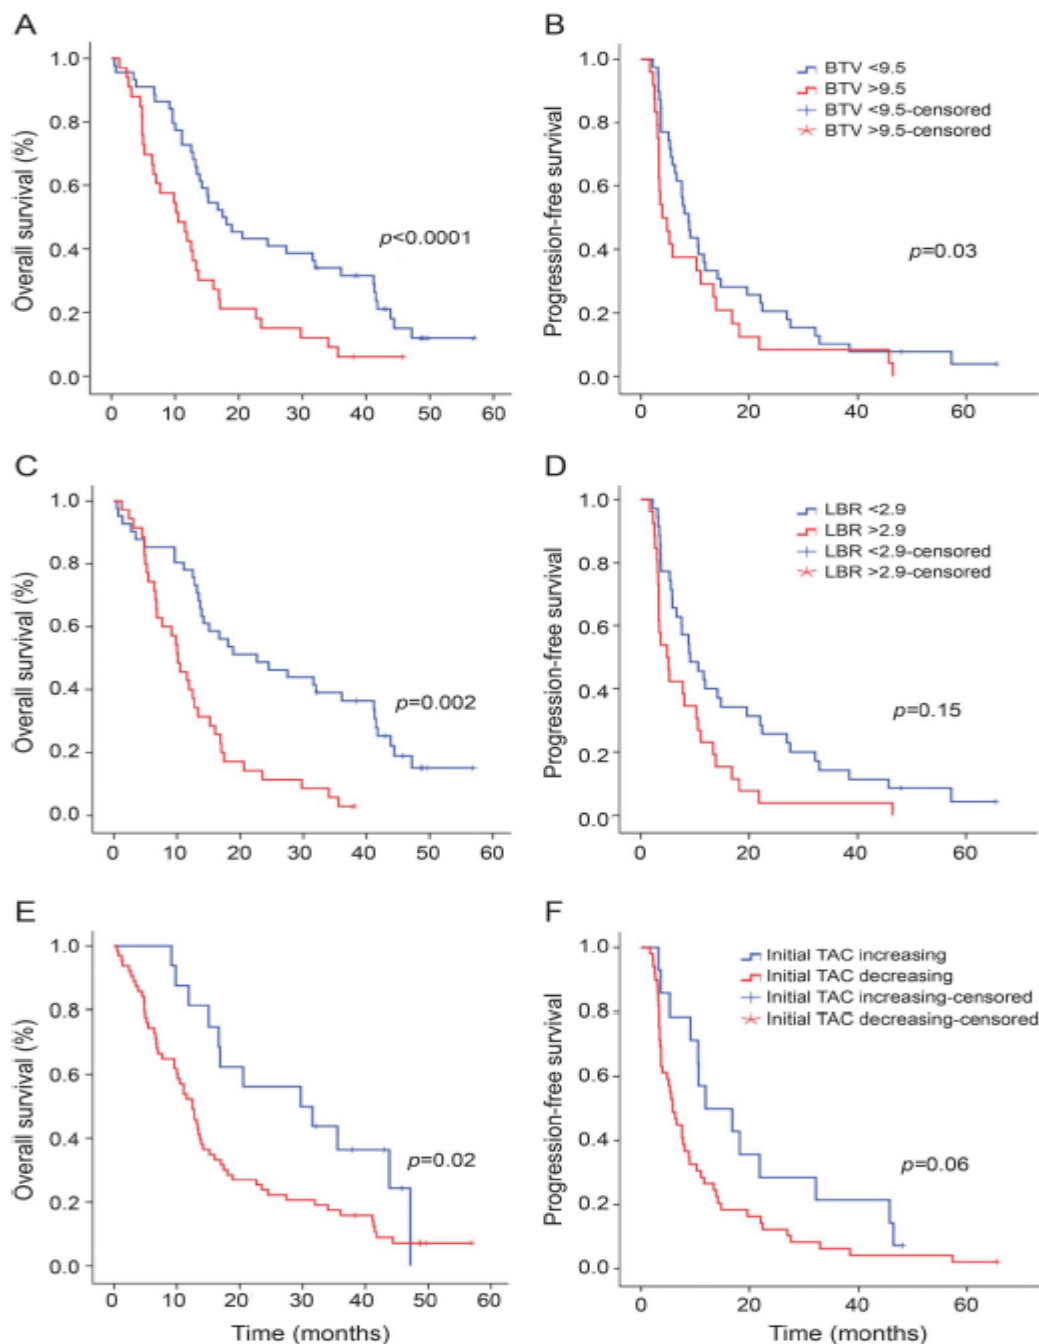 A
Overall survival (%)
1.0
0.8
0.6
0.4
0.2
0.0
p<0.0001
0 10 20 30 40 50 60
B
Progression-free survival
1.0
0.8
0.6
0.4
0.2
0.0
BTV <9.5
BTV >9.5
BTV <9.5-censored
BTV >9.5-censored
p=0.03
0 20 40 60
C
Overall survival (%)
1.0
0.8
0.6
0.4
0.2
0.0
p=0.002
0 10 20 30 40 50 60
D
Progression-free survival
1.0
0.8
0.6
0.4
0.2
0.0
LBR <2.9
LBR >2.9
LBR <2.9-censored
LBR >2.9-censored
p=0.15
0 20 40 60
E
Overall survival (%)
1.0
0.8
0.6
0.4
0.2
0.0
p=0.02
0 10 20 30 40 50 60
Time (months)
F
Progression-free survival
1.0
0.8
0.6
0.4
0.2
0.0
Initial TAC increasing
Initial TAC decreasing
Initial TAC increasing-censored
Initial TAC decreasing-censored
p=0.06
0 20 40 60
Time (months)